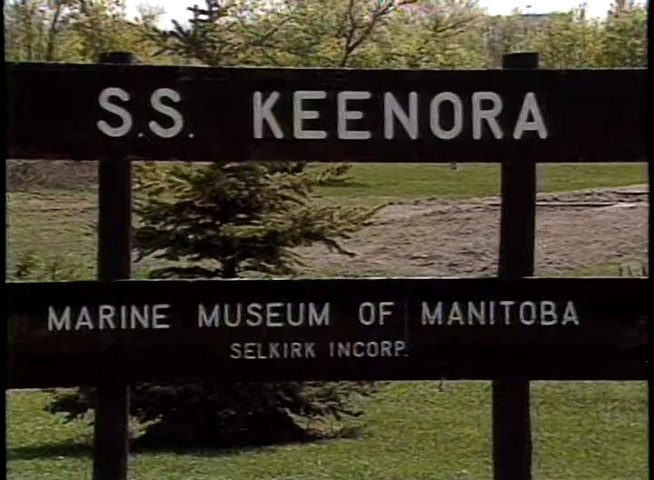 S.S. KEENORA
MARINE MUSEUM OF MANITOBA
SELKIRK INCORP.